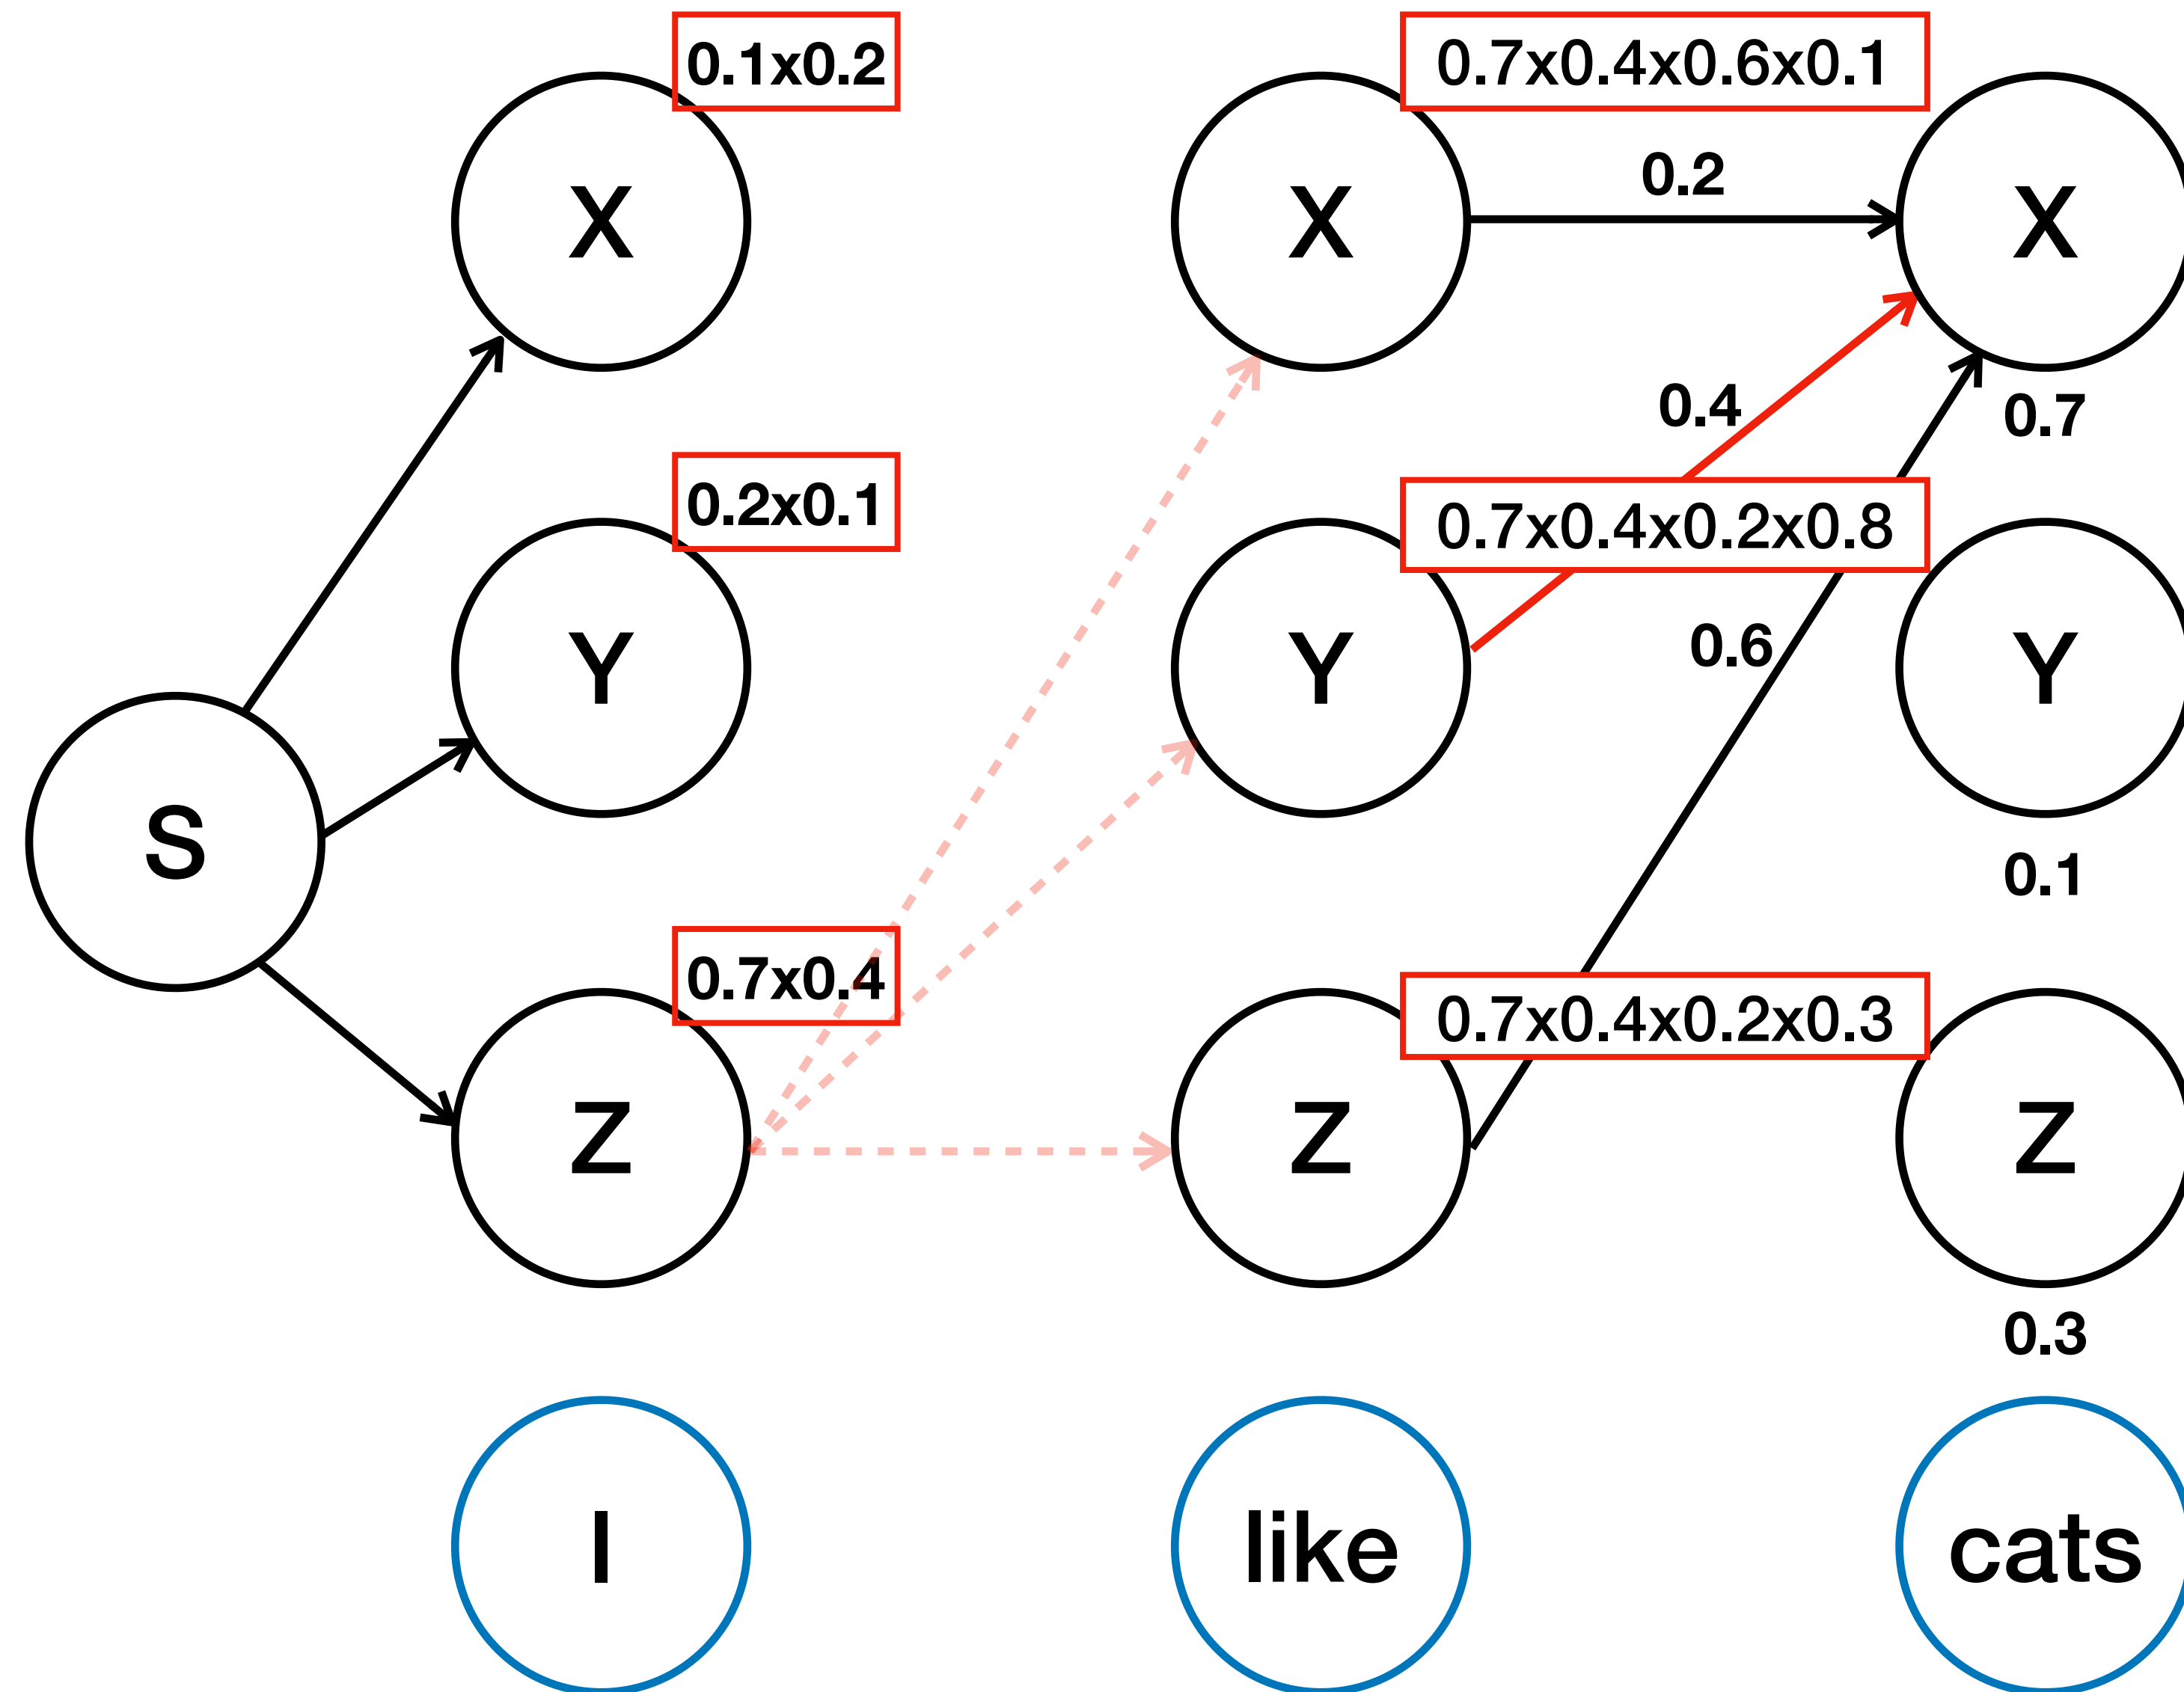 0.1x0.2
0.7x0.4x0.6x0.1
0.2
X
X
X
0.4
0.7
0.2x0.1
0.7x0.4x0.2x0.8
0.6
Y
Y
Y
S
0.1
0.7x0.4
0.7x0.4x0.2x0.3
Z
Z
Z
0.3
I
like
cats